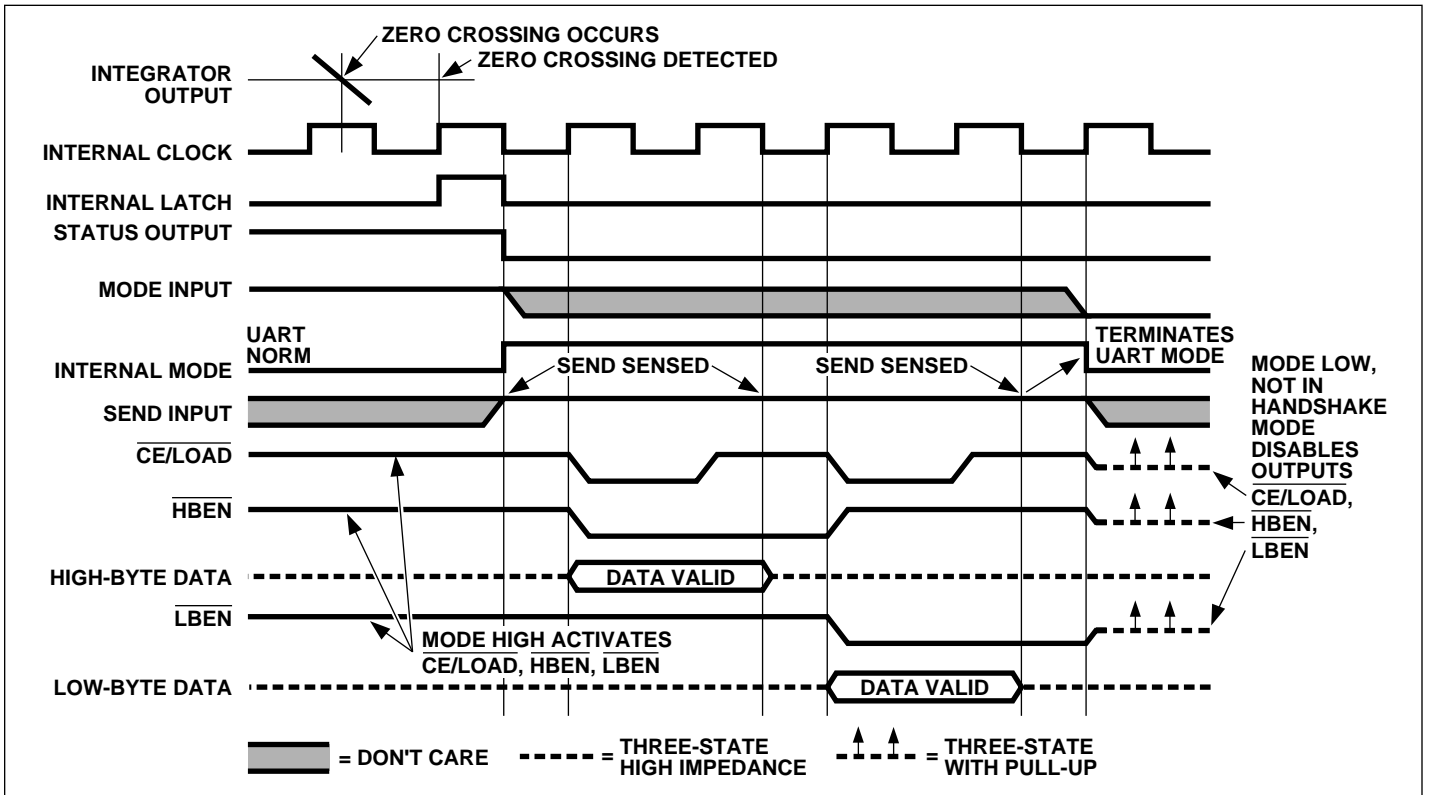 ZERO CROSSING OCCURS
ZERO CROSSING DETECTED
INTEGRATOR
OUTPUT
INTERNAL CLOCK
INTERNAL LATCH
STATUS OUTPUT
MODE INPUT
UART
NORM
TERMINATES
UART MODE
INTERNAL MODE
SEND SENSED
SEND SENSED
MODE LOW,
NOT IN
HANDSHAKE
MODE
DISABLES
OUTPUTS
CE/LOAD,
HBEN,
LBEN
SEND INPUT
CE/LOAD
HBEN
HIGH-BYTE DATA
DATA VALID
LBEN
MODE HIGH ACTIVATES
CE/LOAD, HBEN, LBEN
LOW-BYTE DATA
DATA VALID
= DON'T CARE
= THREE-STATE
HIGH IMPEDANCE
= THREE-STATE
WITH PULL-UP